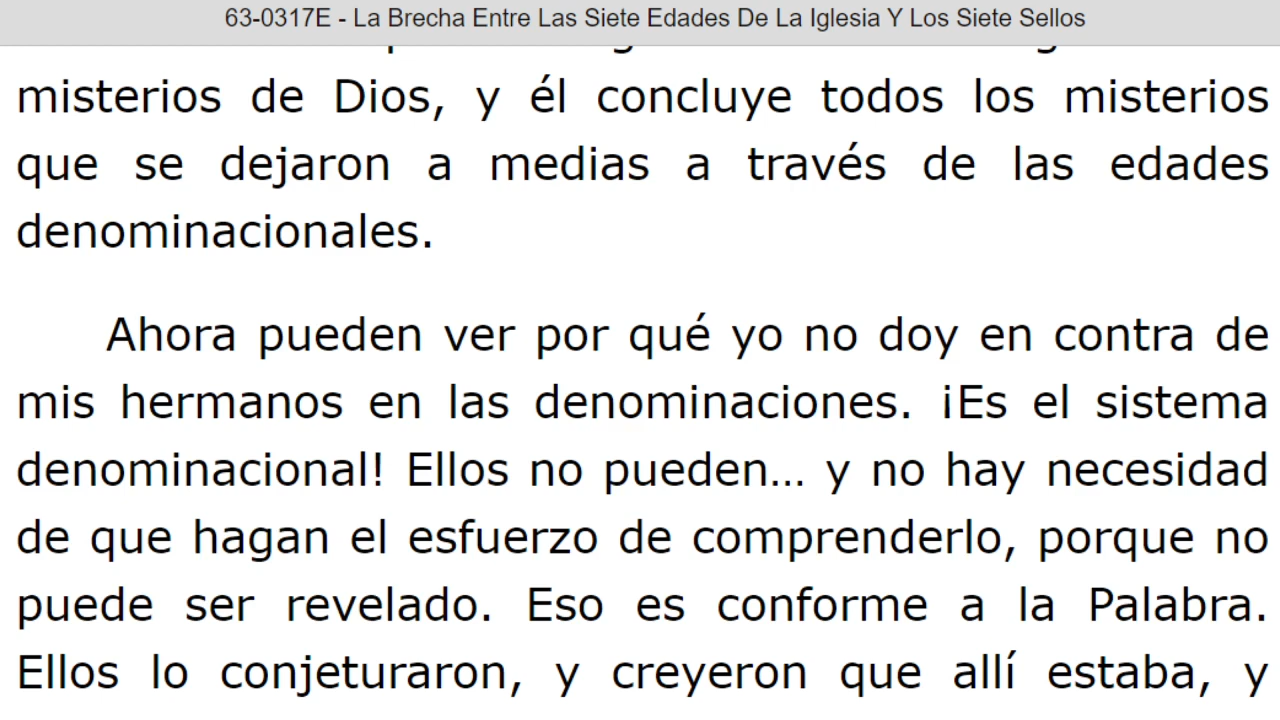 63-0317E - La Brecha Entre Las Siete Edades De La Iglesia Y Los Siete Sellos
misterios de Dios, y él concluye todos los misterios
que se dejaron a medias a través de las edades
denominacionales.
Ahora pueden ver por qué yo no doy en contra de
mis hermanos en las denominaciones. ¡Es el sistema
denominacional! Ellos no pueden... y no hay necesidad
de que hagan el esfuerzo de comprenderlo, porque no
puede ser revelado. Eso es conforme a la Palabra.
Ellos lo conjeturaron, y creyeron que allí estaba, y